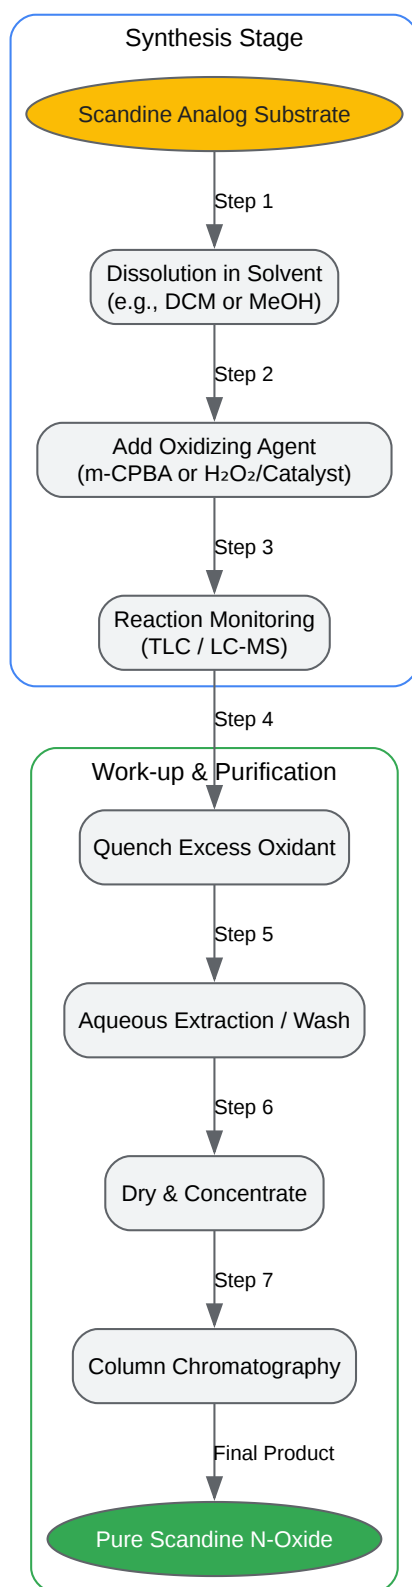 Synthesis Stage
Scandine Analog Substrate
Step 1
Dissolution in Solvent
(e.g., DCM or MeOH)
Step 2
Add Oxidizing Agent
(m-CPBA or H₂O₂/Catalyst)
Step 3
Reaction Monitoring
(TLC / LC-MS)
Step 4
Work-up & Purification
Quench Excess Oxidant
Step 5
Aqueous Extraction / Wash
Step 6
Dry & Concentrate
Step 7
Column Chromatography
Final Product
Pure Scandine N-Oxide